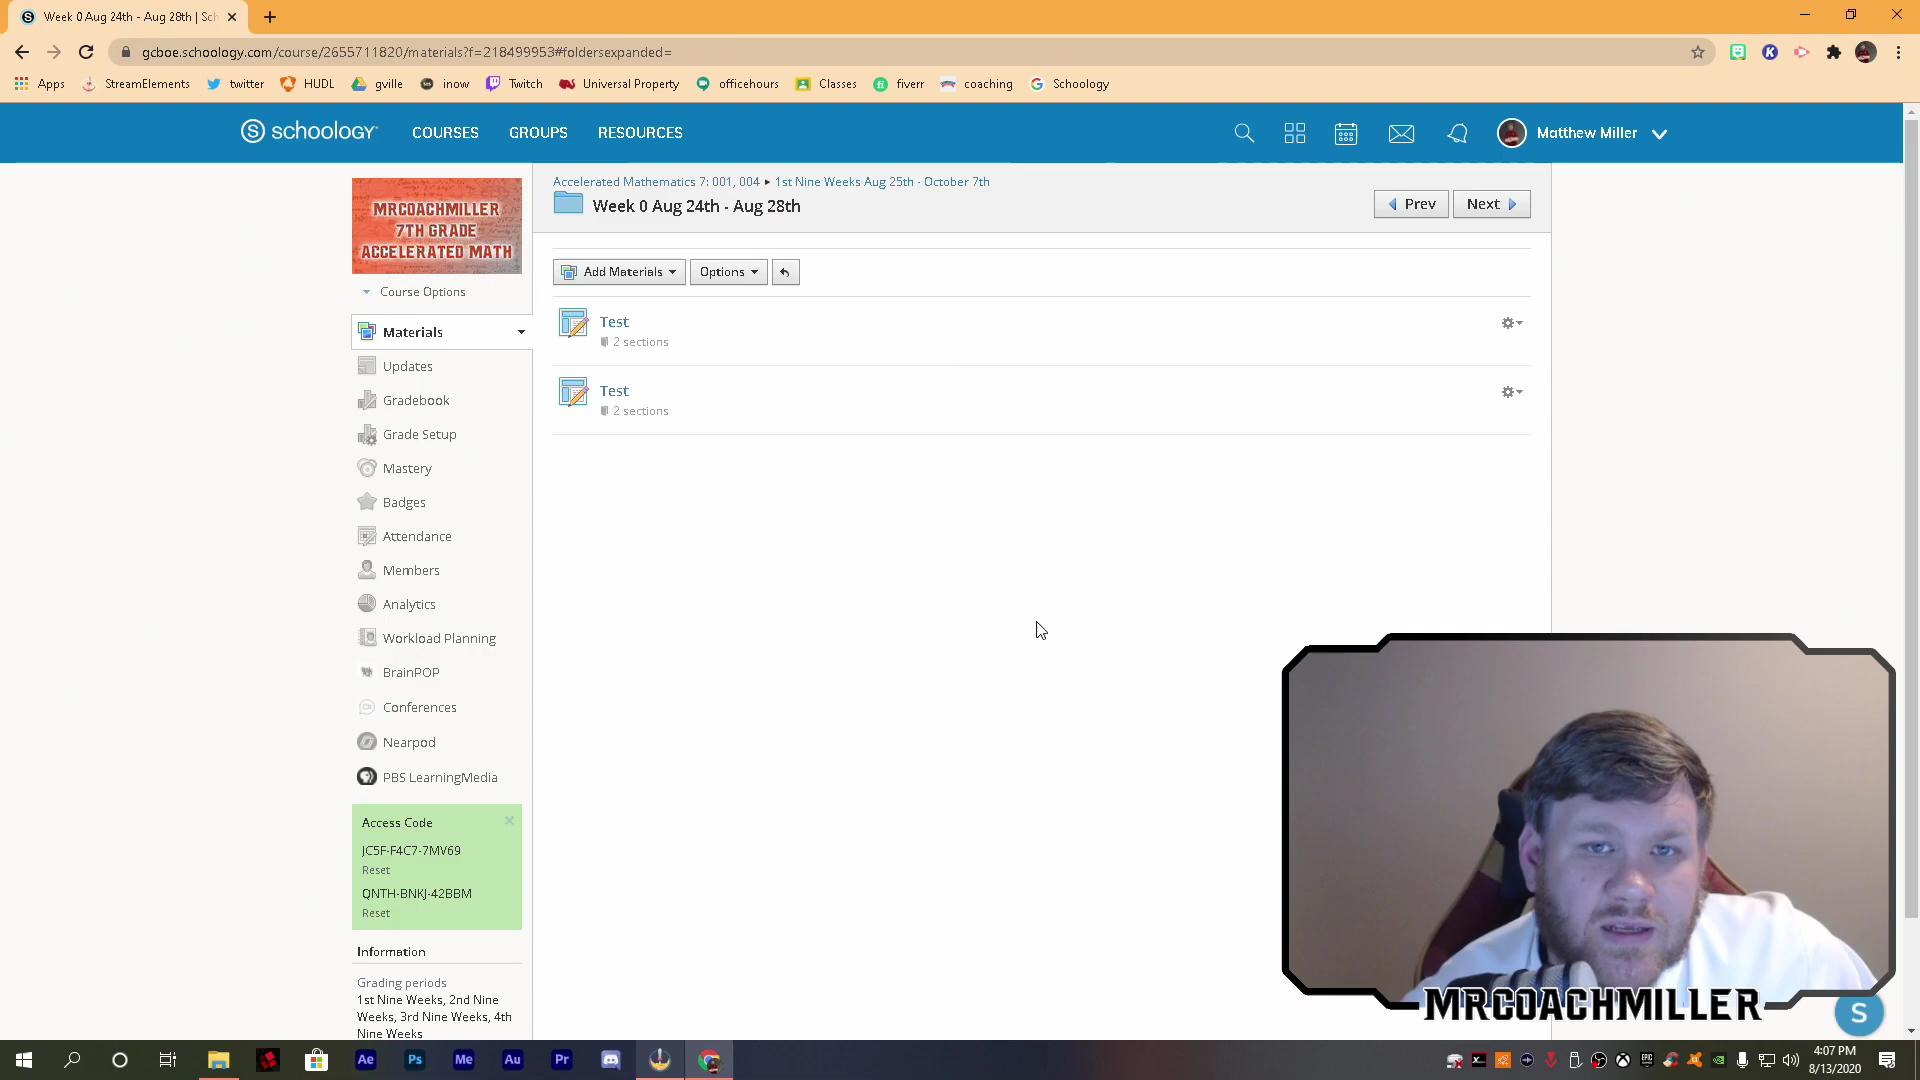 Week 0 Aug 24th - Aug 28th | Sch
gcboe.schoology.com/course/2655711820/materials?f=218499953#foldersexpanded=
Apps StreamElements twitter HUDL gville inow Twitch Universal Property officehours Classes fiverr coaching Schoology
S schoology COURSES GROUPS RESOURCES Matthew Miller
MRCOACHMILLER
7TH GRADE
ACCELERATED MATH
Course Options
Materials
Updates
Gradebook
Grade Setup
Mastery
Badges
Attendance
Members
Analytics
Workload Planning
BrainPOP
Conferences
Nearpod
PBS LearningMedia
Access Code
JC5F-F4C7-7MV69
Reset
QNTH-BNKJ-42BBM
Reset
Information
Grading periods
1st Nine Weeks, 2nd Nine
Weeks, 3rd Nine Weeks, 4th
Nine Weeks
Accelerated Mathematics 7: 001, 004 ▸ 1st Nine Weeks Aug 25th - October 7th
Week 0 Aug 24th - Aug 28th
Prev Next
Add Materials Options
Test
2 sections
Test
2 sections
MRCOACHMILLER
S
Ae Ps Me Au Pr
4:07 PM
8/13/2020